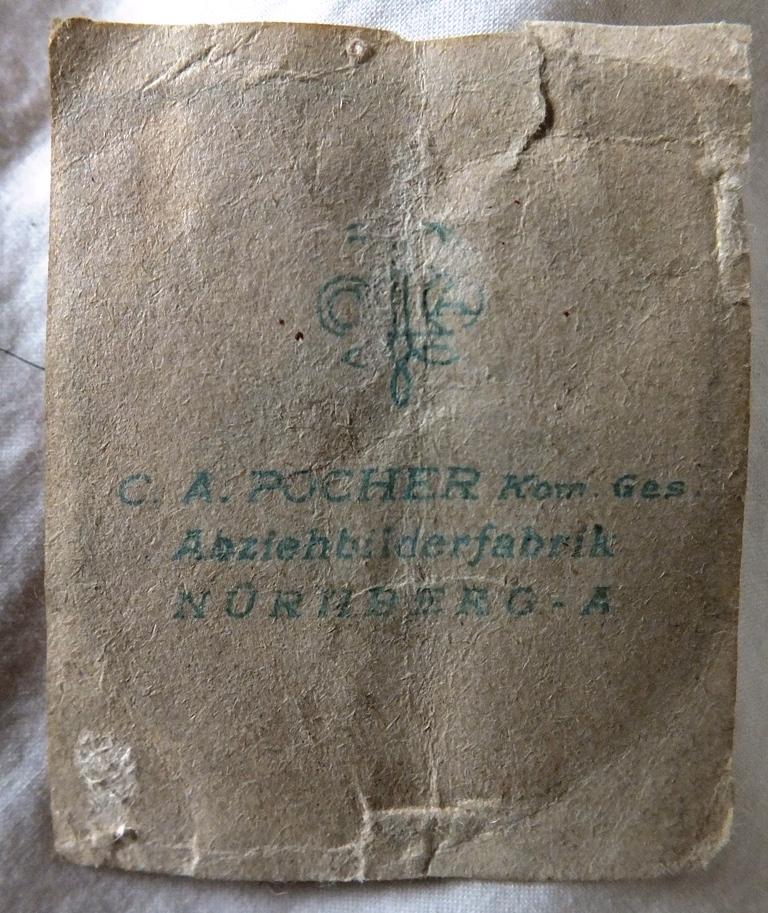 C. A. POCHER Kom. Ges.
Abziehbilderfabrik
NÜRNBERG-A